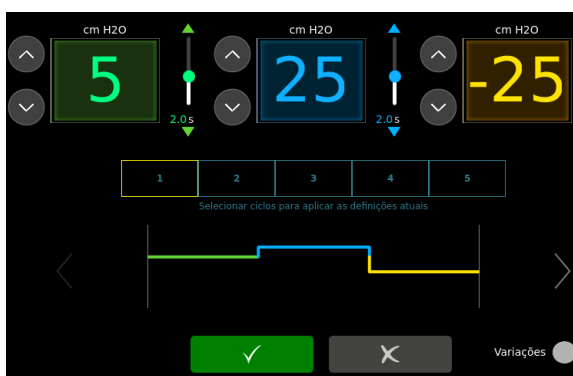 cm H2O cm H2O cm H2O
5 25 -25
2.0 s 2.0 s
1 2 3 4 5
Selecionar ciclos para aplicar as definições atuais
Variações